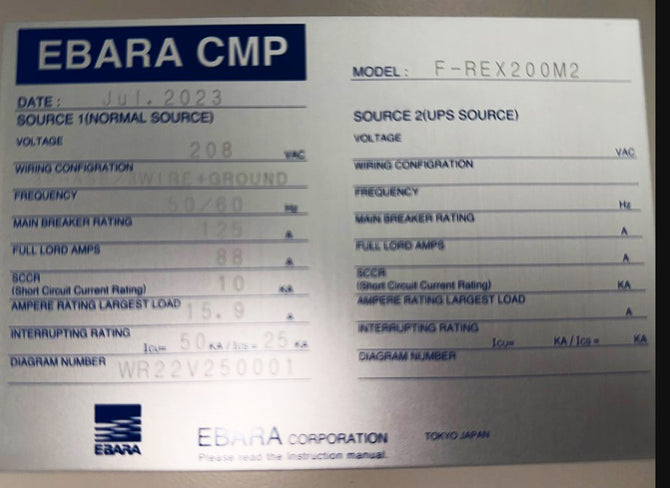 EBARA CMP
MODEL : F-REX200M2
DATE : Jul. 2023
SOURCE 1(NORMAL SOURCE)
VOLTAGE 208 VAC
WIRING CONFIGRATION WIRE+GROUND
FREQUENCY 50/60 Hz
MAIN BREAKER RATING 125 A
FULL LORD AMPS 88 A
SCCR
(Short Circuit Current Rating) 10 KA
AMPERE RATING LARGEST LOAD 15.9 A
INTERRUPTING RATING
Icu= 50 KA / Ics = 25 KA
DIAGRAM NUMBER WR22V250001
SOURCE 2(UPS SOURCE)
VOLTAGE VAC
WIRING CONFIGRATION
FREQUENCY Hz
MAIN BREAKER RATING A
FULL LORD AMPS A
SCCR
(Short Circuit Current Rating) KA
AMPERE RATING LARGEST LOAD A
INTERRUPTING RATING
Icu= KA / Ics = KA
DIAGRAM NUMBER
EBARA
EBARA CORPORATION TOKYO JAPAN
Please read the instruction manual.